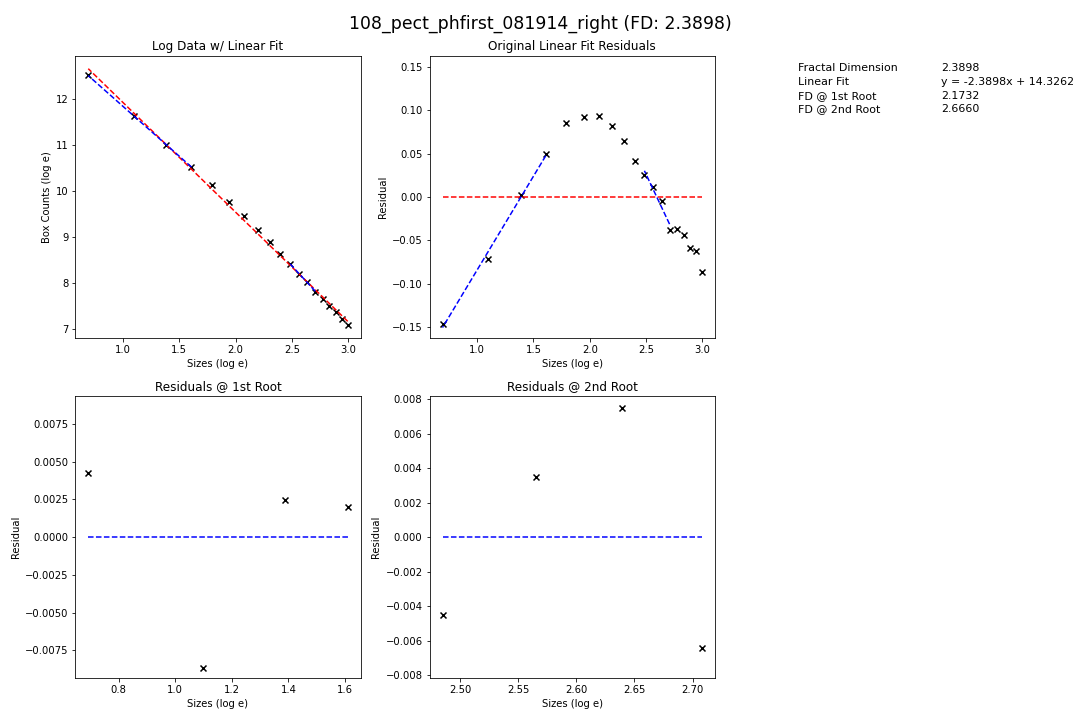 108_pect_phfirst_081914_right (FD: 2.3898)
Log Data w/ Linear Fit
Box Counts (log e)
12
11
10
9
8
7
1.0 1.5 2.0 2.5 3.0
Sizes (log e)
Original Linear Fit Residuals
Residual
0.15
0.10
0.05
0.00
−0.05
−0.10
−0.15
1.0 1.5 2.0 2.5 3.0
Sizes (log e)
Fractal Dimension 2.3898
Linear Fit y = -2.3898x + 14.3262
FD @ 1st Root 2.1732
FD @ 2nd Root 2.6660
Residuals @ 1st Root
Residual
0.0075
0.0050
0.0025
0.0000
−0.0025
−0.0050
−0.0075
0.8 1.0 1.2 1.4 1.6
Sizes (log e)
Residuals @ 2nd Root
Residual
0.008
0.006
0.004
0.002
0.000
−0.002
−0.004
−0.006
−0.008
2.50 2.55 2.60 2.65 2.70
Sizes (log e)